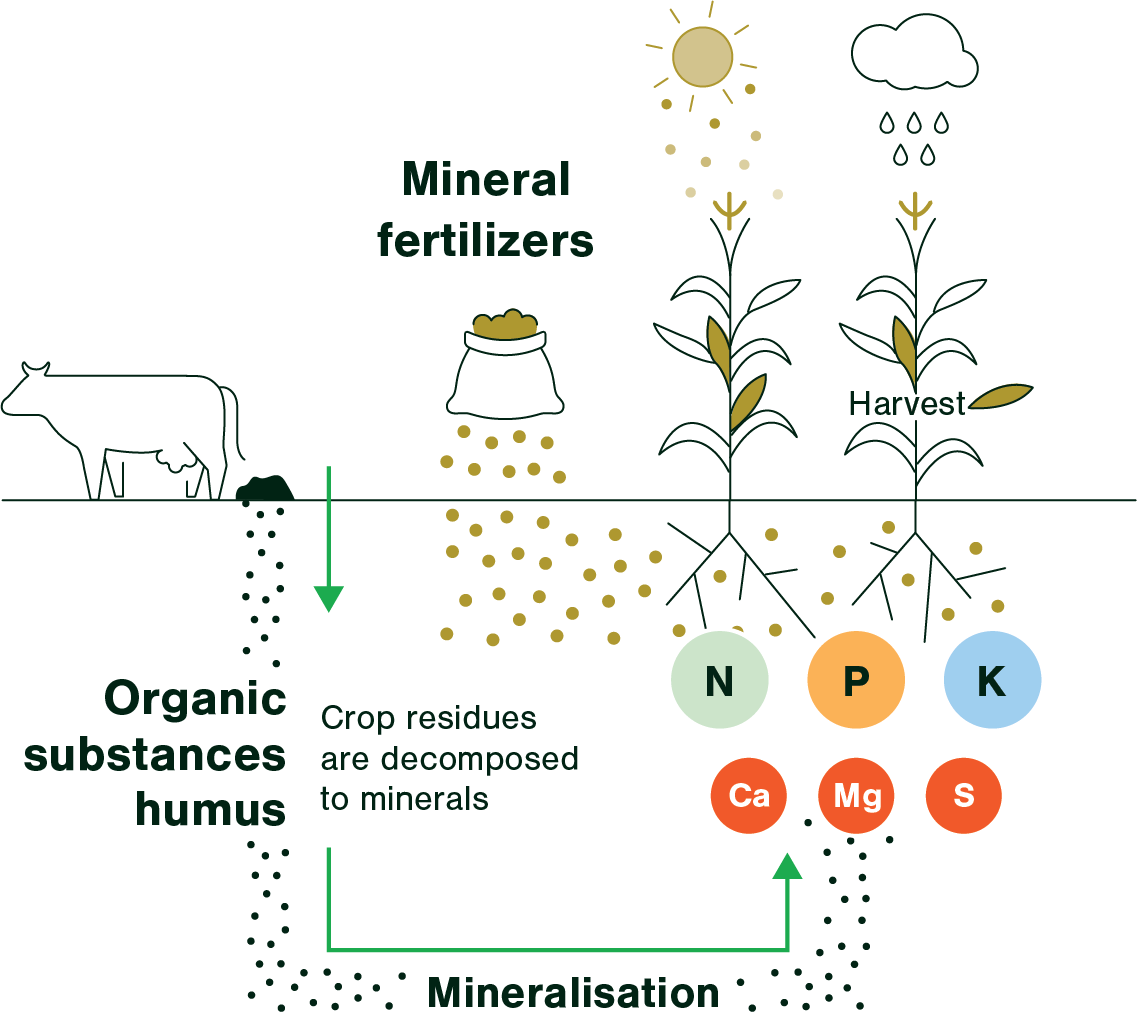 Mineral
fertilizers
Harvest
Organic
substances
humus
Crop residues
are decomposed
to minerals
N
P
K
Ca
Mg
S
Mineralisation